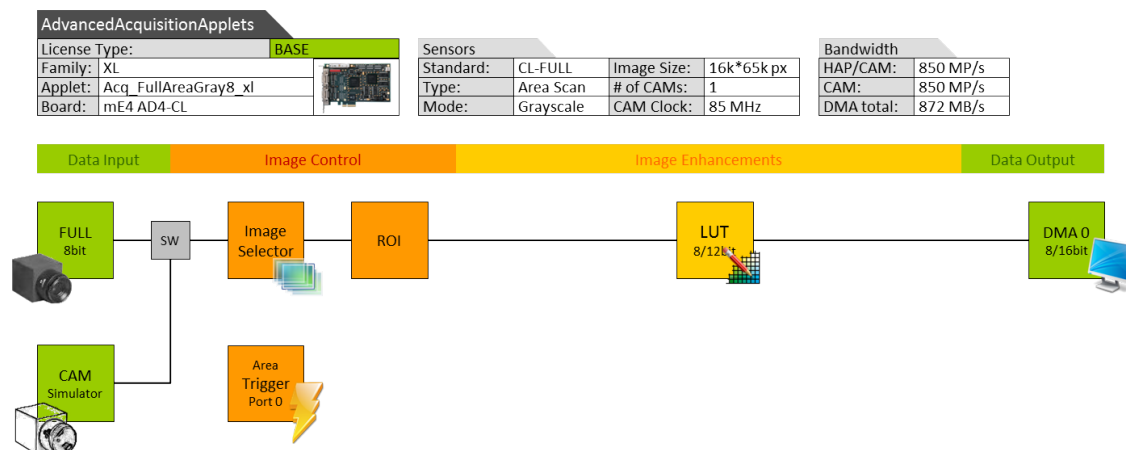 AdvancedAcquisitionApplets
License Type: BASE
Family: XL
Applet: Acq_FullAreaGray8_xl
Board: mE4 AD4-CL
Sensors
Standard: CL-FULL Image Size: 16k*65k px
Type: Area Scan # of CAMs: 1
Mode: Grayscale CAM Clock: 85 MHz
Bandwidth
HAP/CAM: 850 MP/s
CAM: 850 MP/s
DMA total: 872 MB/s
Data Input Image Control Image Enhancements Data Output
FULL
8bit
SW
Image
Selector
ROI
LUT
8/12bit
DMA 0
8/16bit
CAM
Simulator
Area
Trigger
Port 0